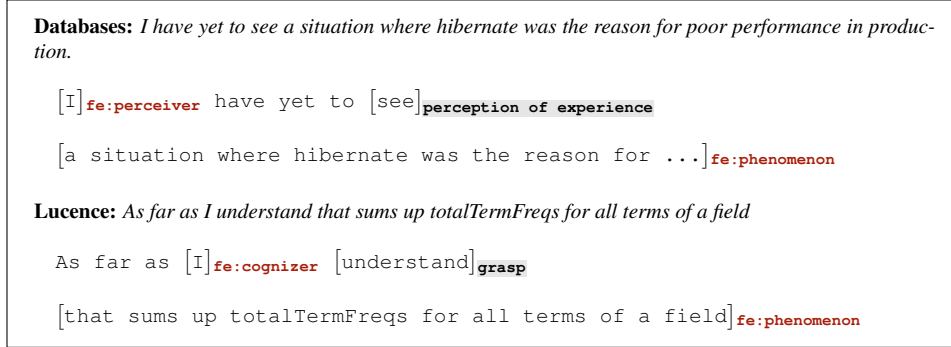 Databases: I have yet to see a situation where hibernate was the reason for poor performance in produc-
tion.
[I]fe:perceiver have yet to [see]perception of experience
[a situation where hibernate was the reason for ...]fe:phenomenon
Lucence: As far as I understand that sums up totalTermFreqs for all terms of a field
As far as [I]fe:cognizer [understand]grasp
[that sums up totalTermFreqs for all terms of a field]fe:phenomenon